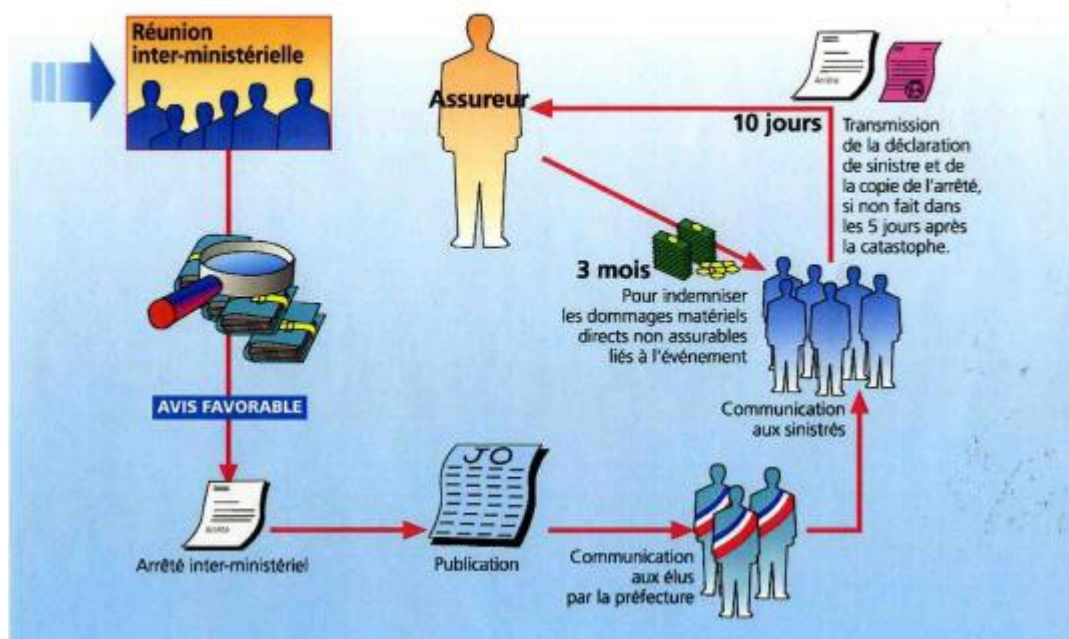 Réunion
inter-ministérielle
AVIS FAVORABLE
Arrêté inter-ministériel
JO
Publication
Communication
aux élus
par la préfecture
Communication
aux sinistrés
Arrêté
10 jours
Transmission
de la déclaration
de sinistre et de
la copie de l'arrêté,
si non fait dans
les 5 jours après
la catastophe.
Assureur
3 mois
Pour indemniser
les dommages matériels
directs non assurables
liés à l'événement